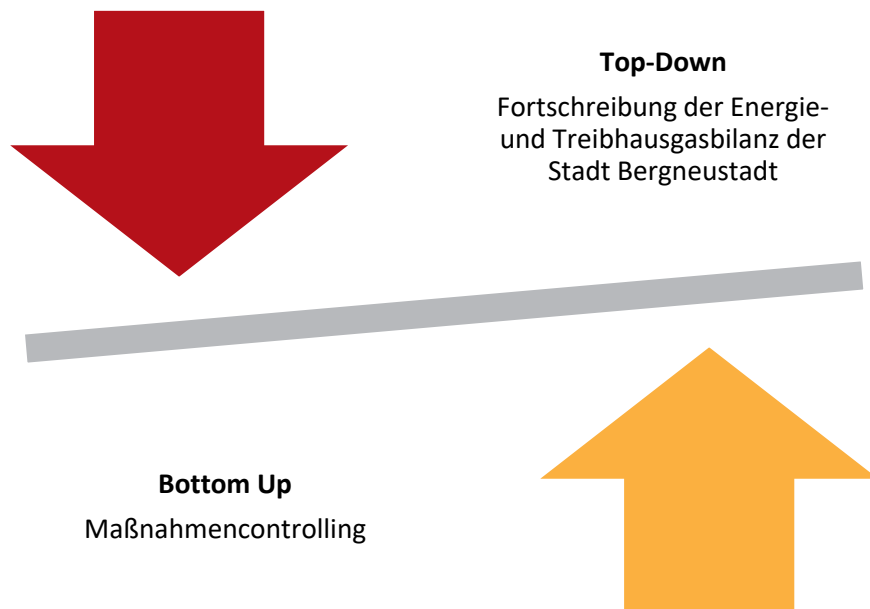 Top-Down
Fortschreibung der Energie-
und Treibhausgasbilanz der
Stadt Bergneustadt
Bottom Up
Maßnahmencontrolling